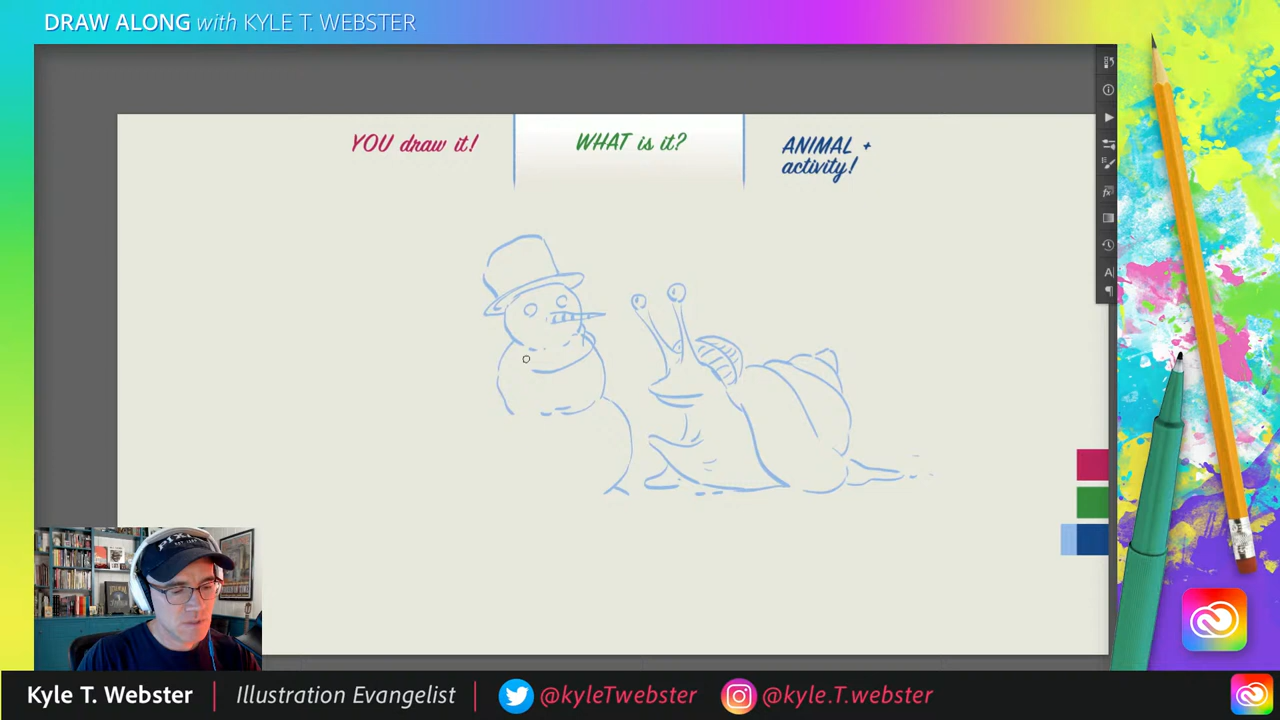 DRAW ALONG with KYLE T. WEBSTER
YOU draw it!
WHAT is it?
ANIMAL +
activity!
Kyle T. Webster | Illustration Evangelist | @kyleTwebster @kyle.T.webster